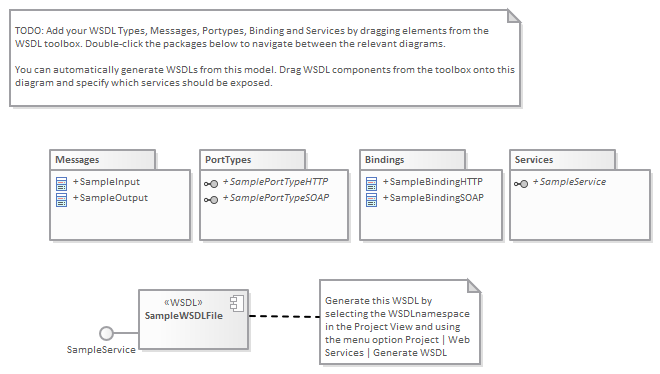 TODO: Add your WSDL Types, Messages, Portypes, Binding and Services by dragging elements from the
WSDL toolbox. Double-click the packages below to navigate between the relevant diagrams.
You can automatically generate WSDLs from this model. Drag WSDL components from the toolbox onto this
diagram and specify which services should be exposed.
Messages
+ SampleInput
+ SampleOutput
PortTypes
+ SamplePortTypeHTTP
+ SamplePortTypeSOAP
Bindings
+ SampleBindingHTTP
+ SampleBindingSOAP
Services
+ SampleService
«WSDL»
SampleWSDLFile
SampleService
Generate this WSDL by
selecting the WSDLnamespace
in the Project View and using
the menu option Project | Web
Services | Generate WSDL